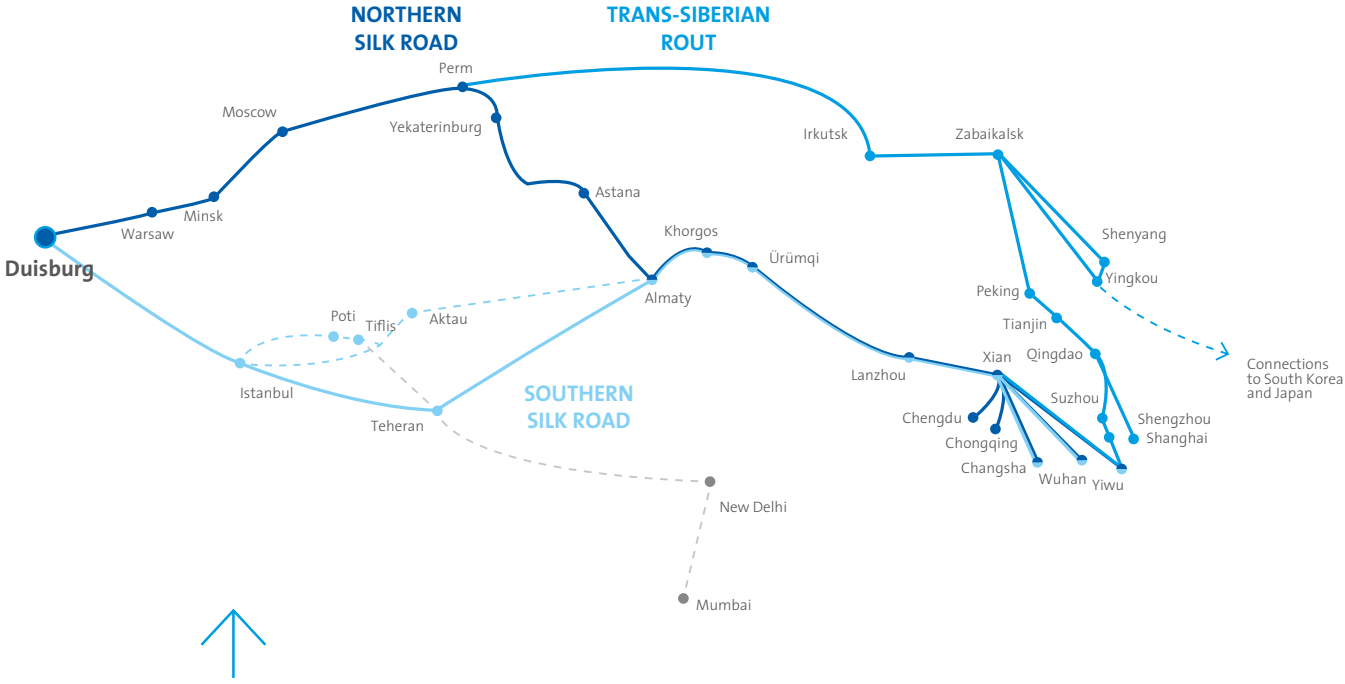 NORTHERN
SILK ROAD
TRANS-SIBERIAN
ROUT
Perm
Moscow
Yekaterinburg
Irkutsk
Zabaikalsk
Astana
Minsk
Warsaw
Khorgos
Shenyang
Ürümqi
Duisburg
Yingkou
Peking
Almaty
Poti
Tiflis
Aktau
Tianjin
Qingdao
Xian
Lanzhou
Connections
to South Korea
and Japan
Istanbul
SOUTHERN
SILK ROAD
Suzhou
Teheran
Chengdu
Shengzhou
Shanghai
Chongqing
Changsha
Wuhan
Yiwu
New Delhi
Mumbai